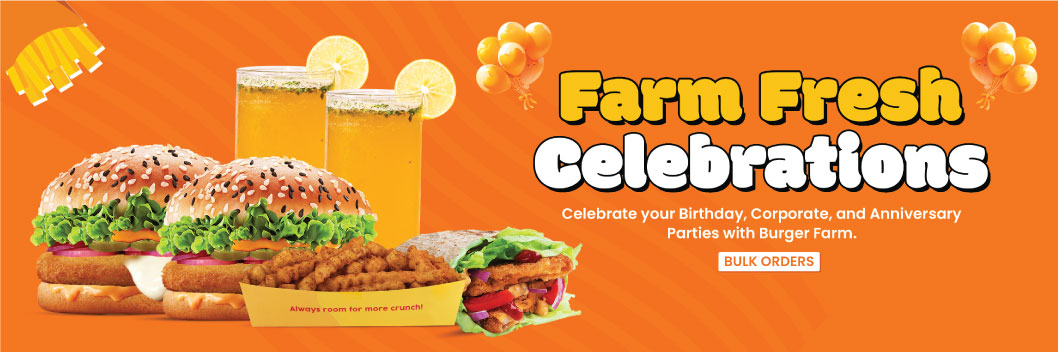 Farm Fresh
Celebrations
Celebrate your Birthday, Corporate, and Anniversary
Parties with Burger Farm.
BULK ORDERS
Always room for more crunch!